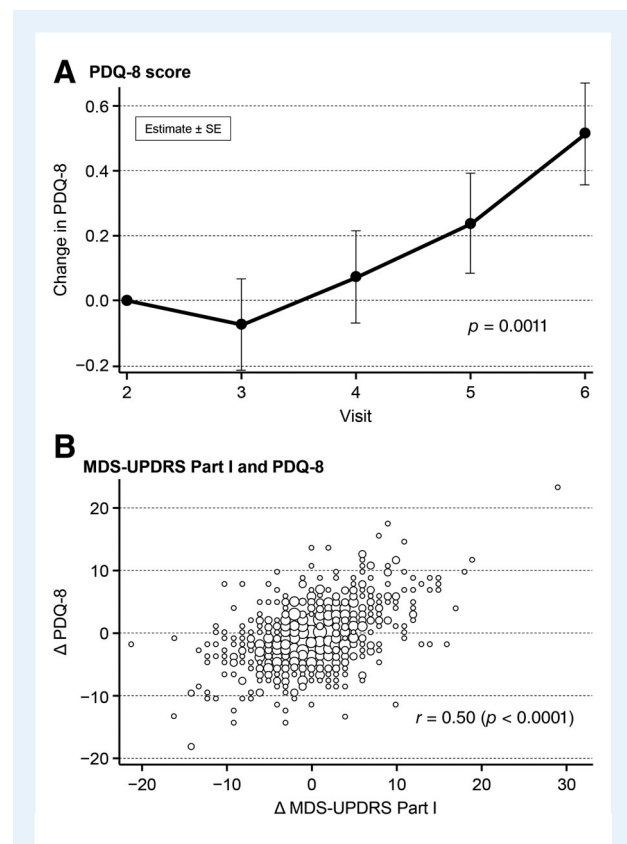 A PDQ-8 score
0.6
0.4
0.2
0.0
−0.2
Change in PDQ-8
Estimate ± SE
p = 0.0011
2 3 4 5 6
Visit
B
MDS-UPDRS Part I and PDQ-8
20
10
0
−10
−20
Δ PDQ-8
r = 0.50 (p < 0.0001)
−20 −10 0 10 20 30
Δ MDS-UPDRS Part I